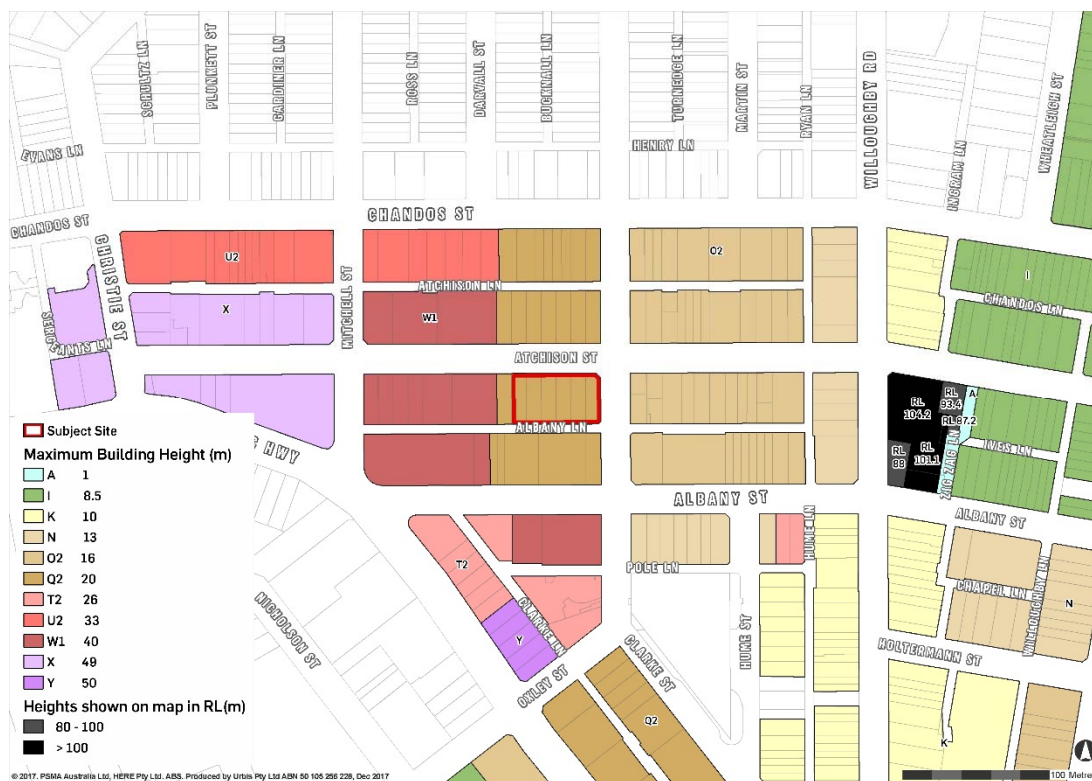 SCHULTZ LN
PLUNKETT ST
GARDINER LN
ROSS LN
DARVALL ST
BUCKNALL LN
TURNEDGE LN
MARTIN ST
RYAN LN
WILLOUGHBY RD
INGRAM LN
WHEATLEIGH ST
EVANS LN
HENRY LN
CHANDOS ST
CHANDOS ST
CHRISTIE ST
U2
O2
I
CHANDOS LN
ATCHISON LN
MITCHELL ST
X
W1
SERGEANTS LN
ATCHISON ST
ALBANY LN
HWY
RL
104.2
RL
93.4
A
RL 87.2
RL
101.1
RL
88
ZIG ZAG LN
IVES LN
ALBANY ST
ALBANY ST
T2
HUME LN
POLE LN
CHAPEL LN
WILLOUGHBY LN
N
NICHOLSON ST
CLARKE LN
Y
HUME ST
OXLEY ST
CLARKE ST
HOLTERMANN ST
Q2
K
Subject Site
Maximum Building Height (m)
A 1
I 8.5
K 10
N 13
O2 16
Q2 20
T2 26
U2 33
W1 40
X 49
Y 50
Heights shown on map in RL(m)
80 - 100
> 100
© 2017. PSMA Australia Ltd, HERE Pty Ltd. ABS. Produced by Urbis Pty Ltd ABN 50 105 256 228, Dec 2017